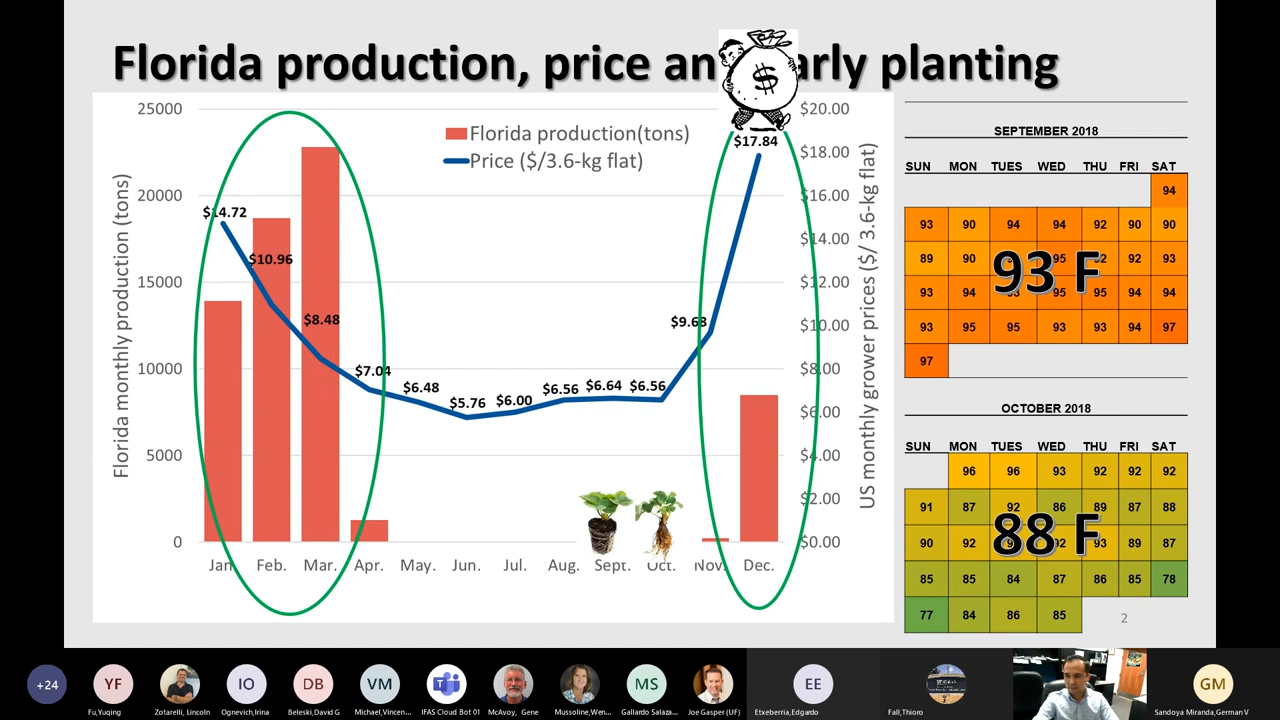 Florida production, price an arly planting
25000
20000
15000
10000
5000
0
Florida monthly production (tons)
Florida production(tons)
Price ($/3.6-kg flat)
$
$14.72
$10.96
$8.48
$7.04
$6.48
$5.76
$6.00
$6.56
$6.64
$6.56
$9.68
$17.84
$20.00
$18.00
$16.00
$14.00
$12.00
$10.00
$8.00
$6.00
$4.00
$2.00
$0.00
US monthly grower prices ($/ 3.6-kg flat)
Jan. Feb. Mar. Apr. May. Jun. Jul. Aug. Sept. Oct. Nov. Dec.
SEPTEMBER 2018
SUN MON TUES WED THU FRI SAT
94
93 90 94 94 92 90 90
89 90 95 92 92 93
93 94 93 95 95 94 94
93 95 95 93 93 94 97
97
93 F
OCTOBER 2018
SUN MON TUES WED THU FRI SAT
96 96 93 92 92 92
91 87 92 86 89 87 88
90 92 92 93 89 87
85 85 84 87 86 85 78
77 84 86 85
88 F
2
+24 YF IO DB VM MS EE GM
Fu,Yuqing Zotarelli, Lincoln Ognevich,Irina Beleski,David G Michael,Vincen... IFAS Cloud Bot 01 McAvoy, Gene Mussoline,Wen... Gallardo Salaza... Joe Gasper (UF) Etxeberria,Edgardo Fall,Thioro Sandoya Miranda,German V